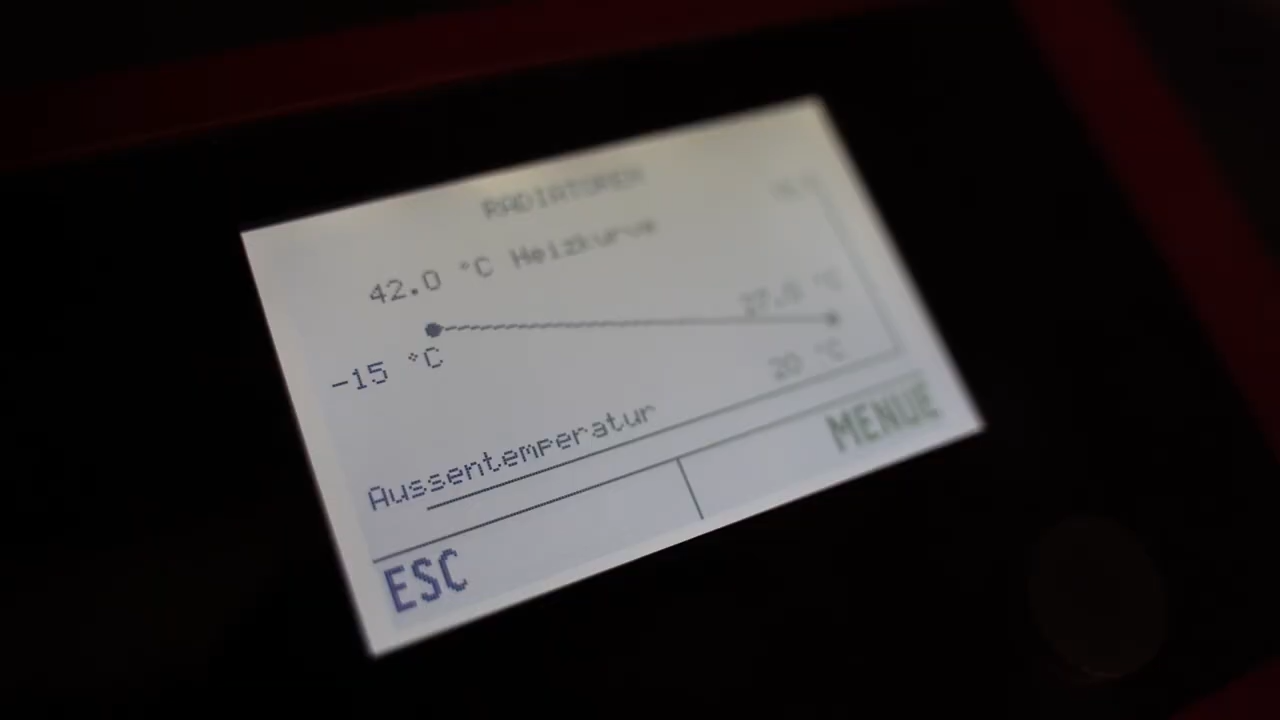 RADIATOREN
42.0 °C Heizkurve
-15 °C
20 °C
Aussentemperatur
ESC
MENUE